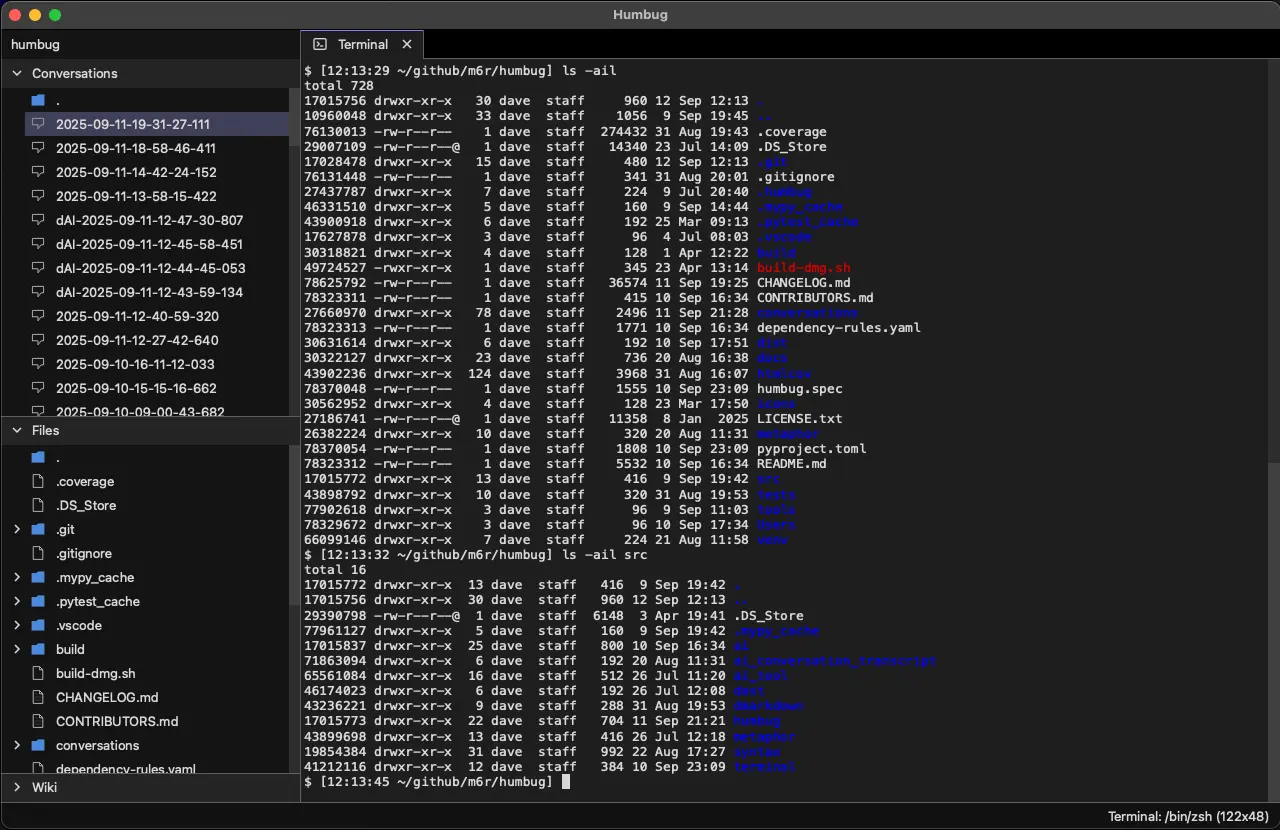 Humbug
humbug
Conversations
.
2025-09-11-19-31-27-111
2025-09-11-18-58-46-411
2025-09-11-14-42-24-152
2025-09-11-13-58-15-422
dAI-2025-09-11-12-47-30-807
dAI-2025-09-11-12-45-58-451
dAI-2025-09-11-12-44-45-053
dAI-2025-09-11-12-43-59-134
2025-09-11-12-40-59-320
2025-09-11-12-27-42-640
2025-09-10-16-11-12-033
2025-09-10-15-15-16-662
2025-09-10-09-00-43-682
Files
.
.coverage
.DS_Store
.git
.gitignore
.mypy_cache
.pytest_cache
.vscode
build
build-dmg.sh
CHANGELOG.md
CONTRIBUTORS.md
conversations
dependency-rules.yaml
Wiki
Terminal
$ [12:13:29 ~/github/m6r/humbug] ls -ail
total 728
17015756 drwxr-xr-x 30 dave staff 960 12 Sep 12:13 .
10960048 drwxr-xr-x 33 dave staff 1056 9 Sep 19:45 ..
76130013 -rw-r--r-- 1 dave staff 274432 31 Aug 19:43 .coverage
29007109 -rw-r--r--@ 1 dave staff 14340 23 Jul 14:09 .DS_Store
17028478 drwxr-xr-x 15 dave staff 480 12 Sep 12:13 .git
76131448 -rw-r--r-- 1 dave staff 341 31 Aug 20:01 .gitignore
27437787 drwxr-xr-x 7 dave staff 224 9 Jul 20:40 .humbug
46331510 drwxr-xr-x 5 dave staff 160 9 Sep 14:44 .mypy_cache
43900918 drwxr-xr-x 6 dave staff 192 25 Mar 09:13 .pytest_cache
17627878 drwxr-xr-x 3 dave staff 96 4 Jul 08:03 .vscode
30318821 drwxr-xr-x 4 dave staff 128 1 Apr 12:22 build
49724527 -rwxr-xr-x 1 dave staff 345 23 Apr 13:14 build-dmg.sh
78625792 -rw-r--r-- 1 dave staff 36574 11 Sep 19:25 CHANGELOG.md
78323311 -rw-r--r-- 1 dave staff 415 10 Sep 16:34 CONTRIBUTORS.md
27660970 drwxr-xr-x 78 dave staff 2496 11 Sep 21:28 conversations
78323313 -rw-r--r-- 1 dave staff 1771 10 Sep 16:34 dependency-rules.yaml
30631614 drwxr-xr-x 6 dave staff 192 10 Sep 17:51 dist
30322127 drwxr-xr-x 23 dave staff 736 20 Aug 16:38 docs
43902236 drwxr-xr-x 124 dave staff 3968 31 Aug 16:07 htmlcov
78370048 -rw-r--r-- 1 dave staff 1555 10 Sep 23:09 humbug.spec
30562952 drwxr-xr-x 4 dave staff 128 23 Mar 17:50 icons
27186741 -rw-r--r--@ 1 dave staff 11358 8 Jan 2025 LICENSE.txt
26382224 drwxr-xr-x 10 dave staff 320 20 Aug 11:31 metaphor
78370054 -rw-r--r-- 1 dave staff 1808 10 Sep 23:09 pyproject.toml
78323312 -rw-r--r-- 1 dave staff 5532 10 Sep 16:34 README.md
17015772 drwxr-xr-x 13 dave staff 416 9 Sep 19:42 src
43898792 drwxr-xr-x 10 dave staff 320 31 Aug 19:53 tests
77902618 drwxr-xr-x 3 dave staff 96 9 Sep 11:03 tools
78329672 drwxr-xr-x 3 dave staff 96 10 Sep 17:34 Users
66099146 drwxr-xr-x 7 dave staff 224 21 Aug 11:58 venv
$ [12:13:32 ~/github/m6r/humbug] ls -ail src
total 16
17015772 drwxr-xr-x 13 dave staff 416 9 Sep 19:42 .
17015756 drwxr-xr-x 30 dave staff 960 12 Sep 12:13 ..
29390798 -rw-r--r--@ 1 dave staff 6148 3 Apr 19:41 .DS_Store
77961127 drwxr-xr-x 5 dave staff 160 9 Sep 19:42 .mypy_cache
17015837 drwxr-xr-x 25 dave staff 800 10 Sep 16:34 ai
71863094 drwxr-xr-x 6 dave staff 192 20 Aug 11:31 ai_conversation_transcript
65561084 drwxr-xr-x 16 dave staff 512 26 Jul 11:20 ai_tool
46174023 drwxr-xr-x 6 dave staff 192 26 Jul 12:08 dmut
43236221 drwxr-xr-x 9 dave staff 288 31 Aug 19:53 dmarkdown
17015773 drwxr-xr-x 22 dave staff 704 11 Sep 21:21 humbug
43899698 drwxr-xr-x 13 dave staff 416 26 Jul 12:18 metaphor
19854384 drwxr-xr-x 31 dave staff 992 22 Aug 17:27 syntax
41212116 drwxr-xr-x 12 dave staff 384 10 Sep 23:09 terminal
$ [12:13:45 ~/github/m6r/humbug]
Terminal: /bin/zsh (122x48)